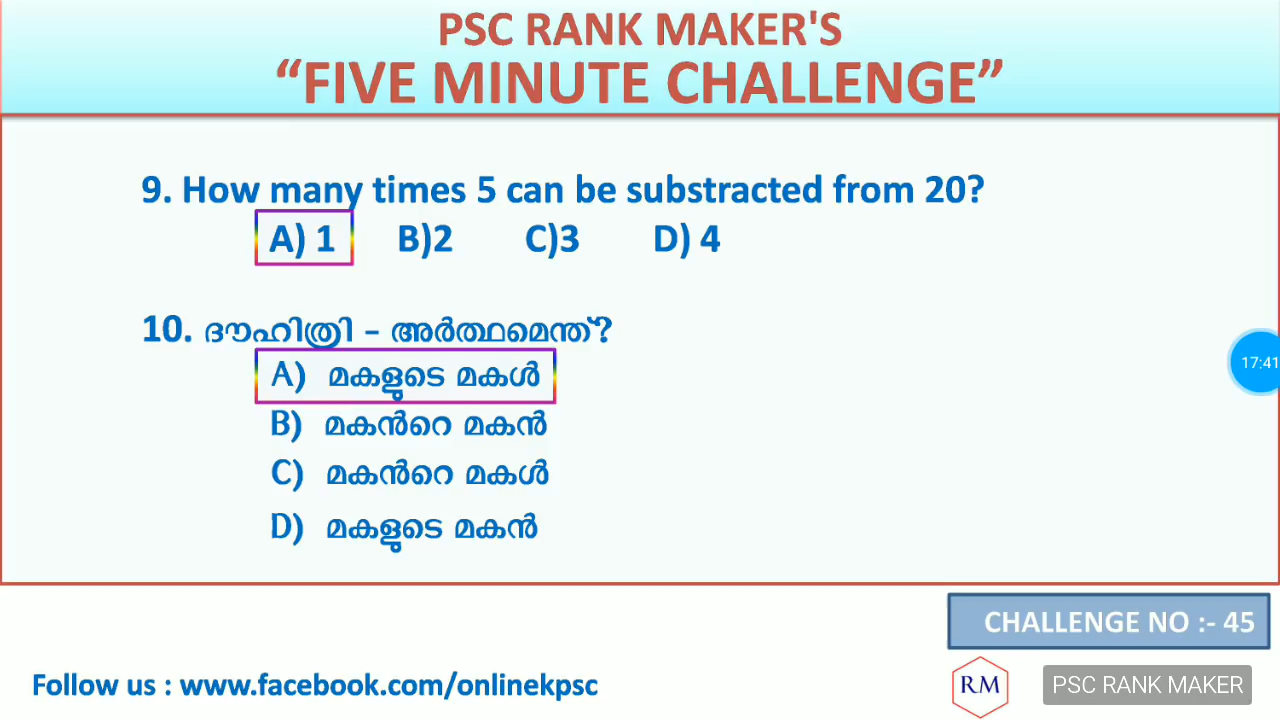 PSC RANK MAKER'S
“FIVE MINUTE CHALLENGE”
9. How many times 5 can be substracted from 20?
A) 1 B)2 C)3 D) 4
10. ദൗഹിത്രി – അർത്ഥമെന്ത്?
A) മകളുടെ മകൾ
B) മകൻറെ മകൻ
C) മകൻറെ മകൾ
D) മകളുടെ മകൻ
17:41
CHALLENGE NO :- 45
Follow us : www.facebook.com/onlinekpsc
RM
PSC RANK MAKER